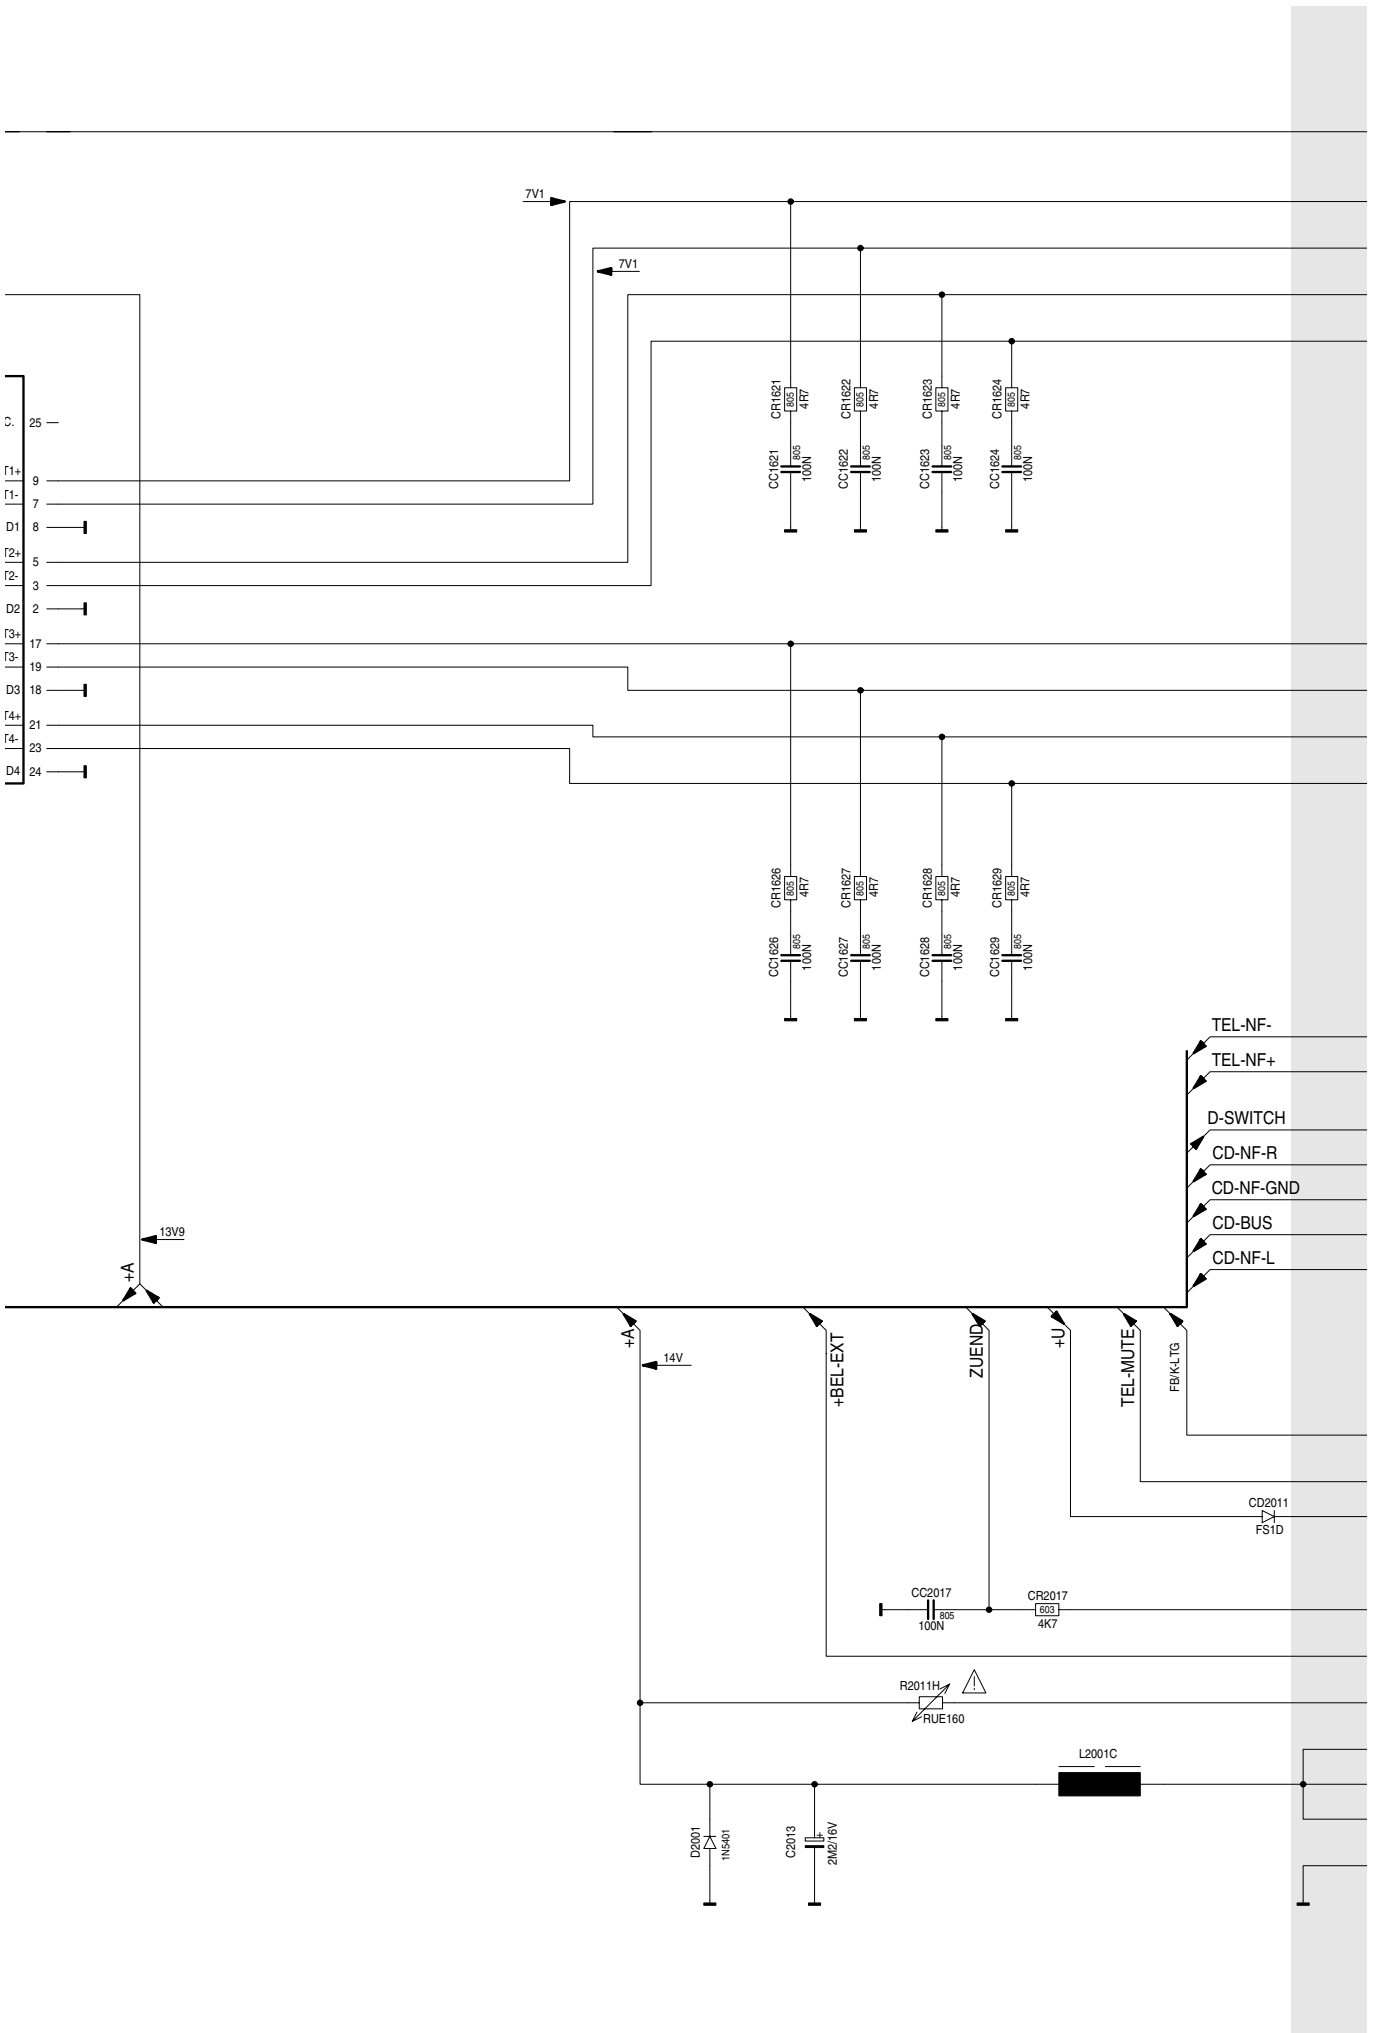 7V1
7V1
C. 25
T1+ 9
T1- 7
D1 8
T2+ 5
T2- 3
D2 2
T3+ 17
T3- 19
D3 18
T4+ 21
T4- 23
D4 24
CR1621 805 4R7
CR1622 805 4R7
CR1623 805 4R7
CR1624 805 4R7
CC1621 805 100N
CC1622 805 100N
CC1623 805 100N
CC1624 805 100N
CR1626 805 4R7
CR1627 805 4R7
CR1628 805 4R7
CR1629 805 4R7
CC1626 805 100N
CC1627 805 100N
CC1628 805 100N
CC1629 805 100N
TEL-NF-
TEL-NF+
D-SWITCH
CD-NF-R
CD-NF-GND
CD-BUS
CD-NF-L
13V9
+A
+A
14V
+BEL-EXT
ZUEND
+U
TEL-MUTE
FB/K-LTG
CD2011
FS1D
CC2017
805
100N
CR2017
603
4K7
R2011H
!
RUE160
L2001C
D2001
1N5401
C2013
+
2M2/16V